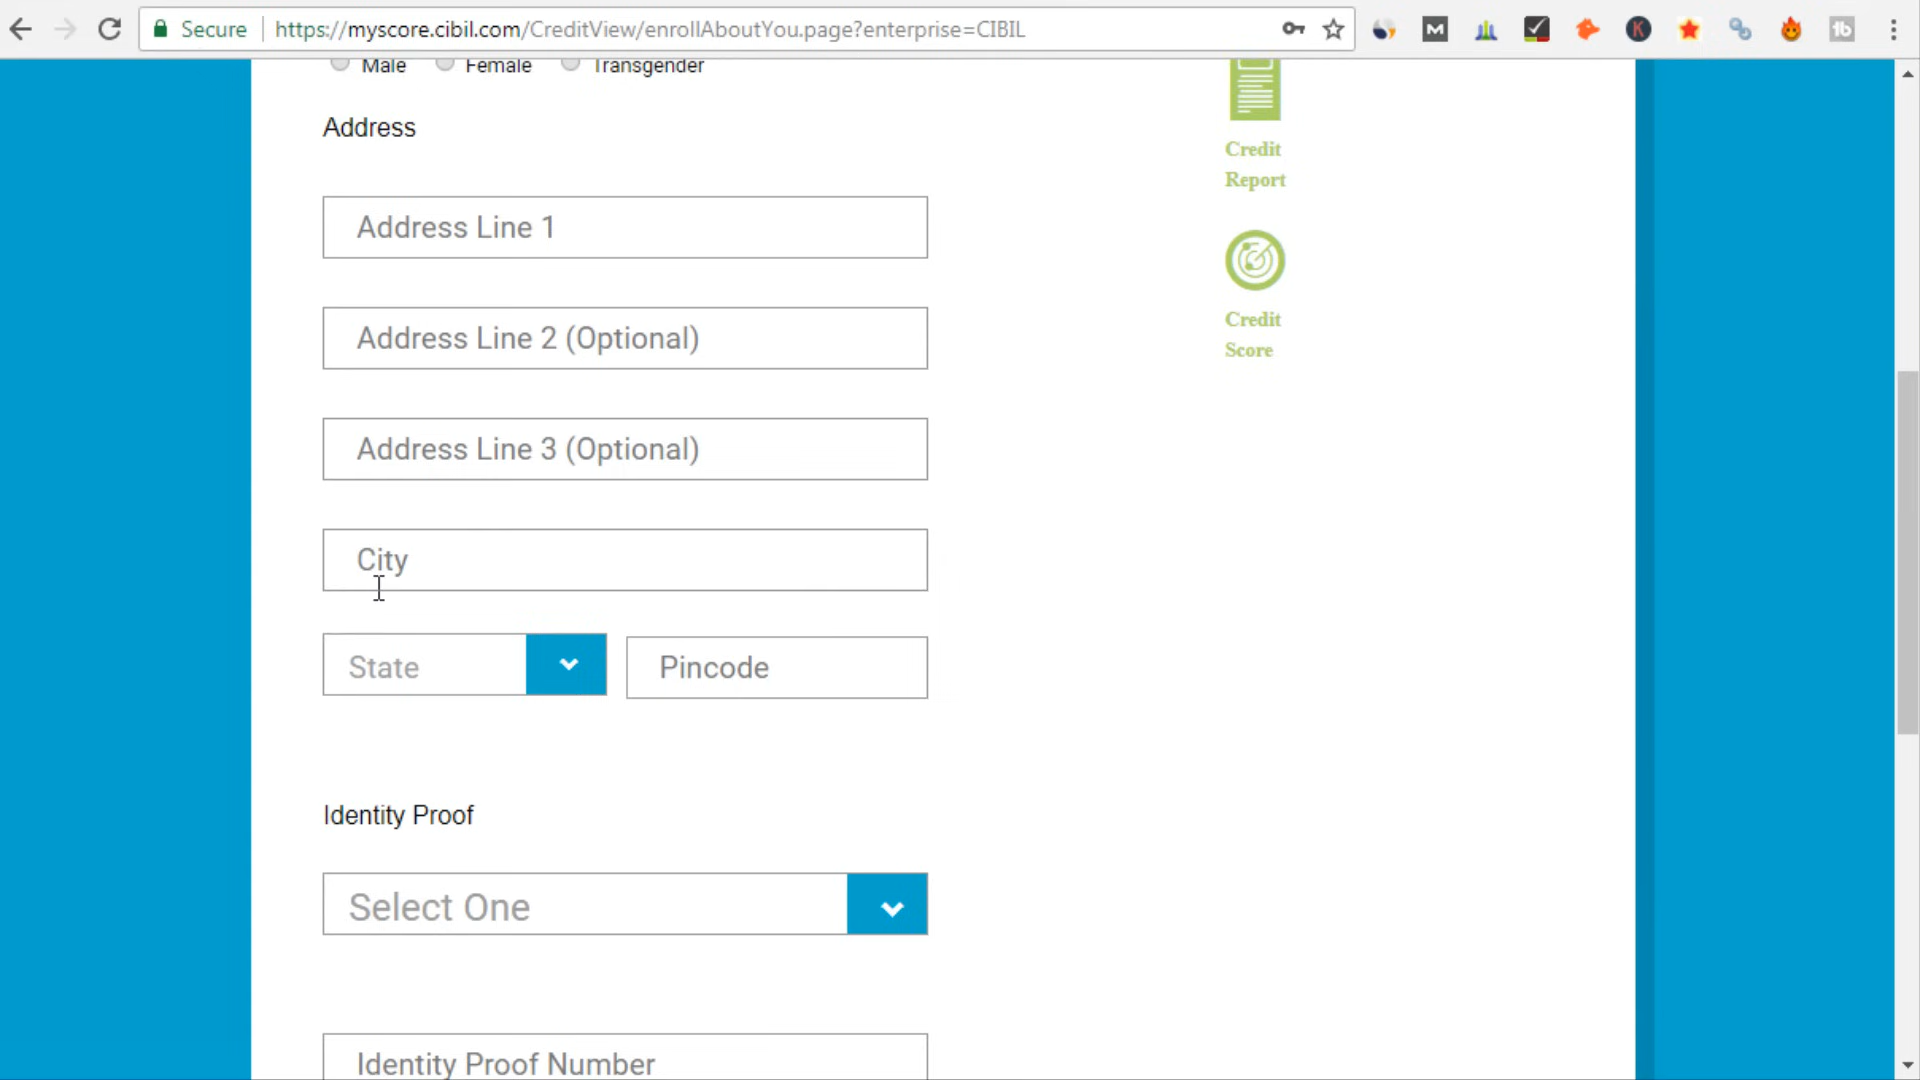 Secure https://myscore.cibil.com/CreditView/enrollAboutYou.page?enterprise=CIBIL
M K tb
Male Female Transgender
Address
Credit
Report
Address Line 1
Credit
Score
Address Line 2 (Optional)
Address Line 3 (Optional)
City
State Pincode
Identity Proof
Select One
Identity Proof Number